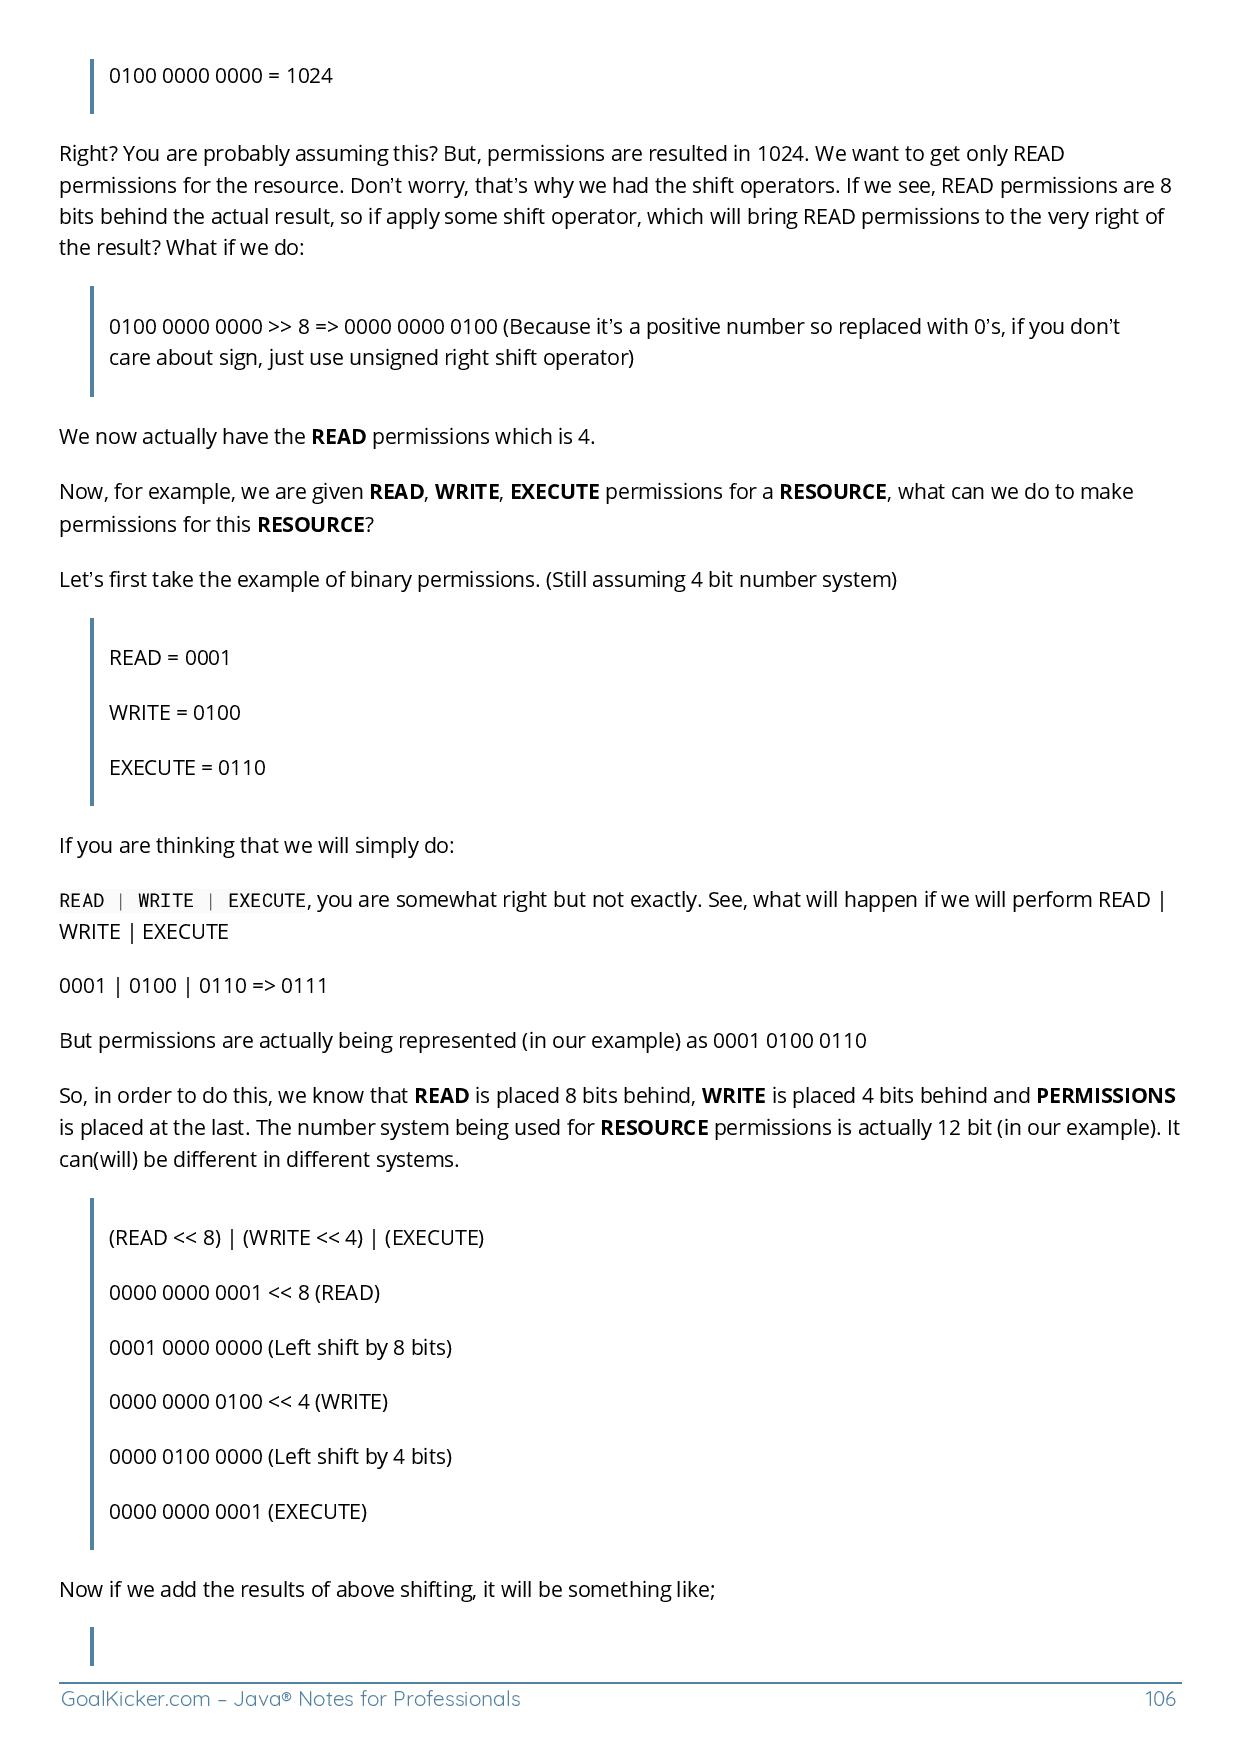 0100 0000 0000 = 1024
Right? You are probably assuming this? But, permissions are resulted in 1024. We want to get only READ
permissions for the resource. Don’t worry, that’s why we had the shift operators. If we see, READ permissions are 8
bits behind the actual result, so if apply some shift operator, which will bring READ permissions to the very right of
the result? What if we do:
0100 0000 0000 >> 8 => 0000 0000 0100 (Because it’s a positive number so replaced with 0’s, if you don’t
care about sign, just use unsigned right shift operator)
We now actually have the READ permissions which is 4.
Now, for example, we are given READ, WRITE, EXECUTE permissions for a RESOURCE, what can we do to make
permissions for this RESOURCE?
Let’s first take the example of binary permissions. (Still assuming 4 bit number system)
READ = 0001
WRITE = 0100
EXECUTE = 0110
If you are thinking that we will simply do:
READ | WRITE | EXECUTE, you are somewhat right but not exactly. See, what will happen if we will perform READ |
WRITE | EXECUTE
0001 | 0100 | 0110 => 0111
But permissions are actually being represented (in our example) as 0001 0100 0110
So, in order to do this, we know that READ is placed 8 bits behind, WRITE is placed 4 bits behind and PERMISSIONS
is placed at the last. The number system being used for RESOURCE permissions is actually 12 bit (in our example). It
can(will) be different in different systems.
(READ << 8) | (WRITE << 4) | (EXECUTE)
0000 0000 0001 << 8 (READ)
0001 0000 0000 (Left shift by 8 bits)
0000 0000 0100 << 4 (WRITE)
0000 0100 0000 (Left shift by 4 bits)
0000 0000 0001 (EXECUTE)
Now if we add the results of above shifting, it will be something like;
GoalKicker.com – Java® Notes for Professionals 106